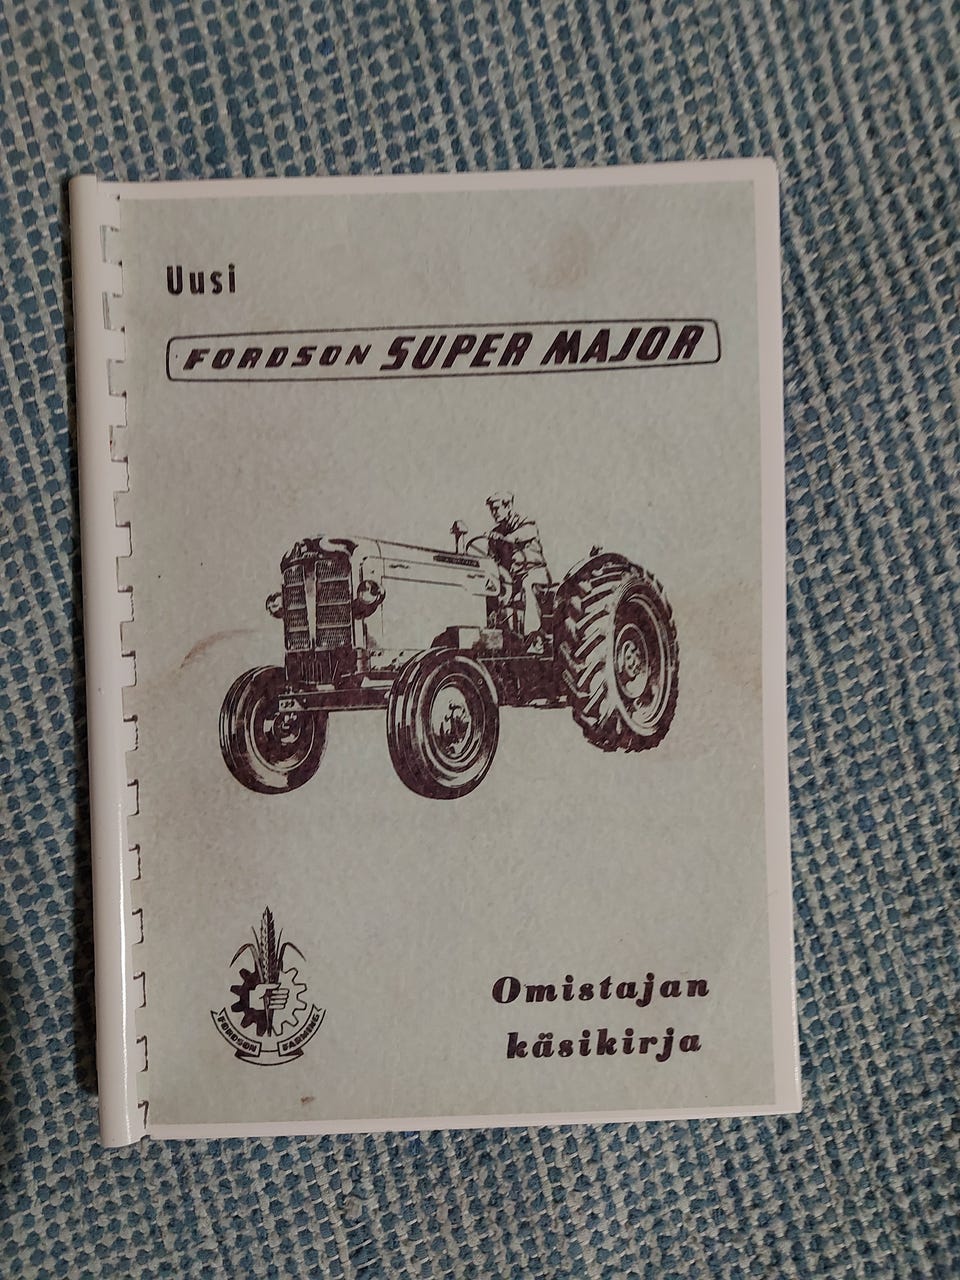 Uusi
FORDSON SUPER MAJOR
FORDSON FARMING
Omistajan
käsikirja